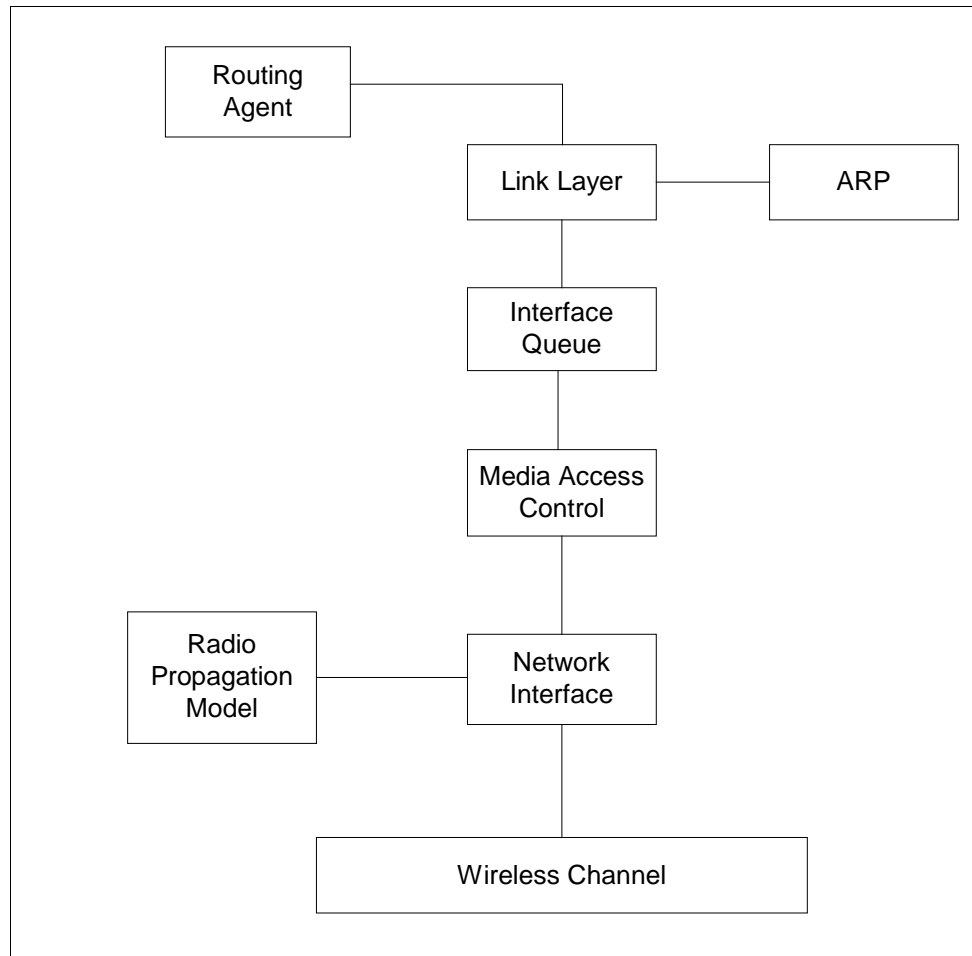 Routing
Agent
Link Layer
ARP
Interface
Queue
Media Access
Control
Radio
Propagation
Model
Network
Interface
Wireless Channel